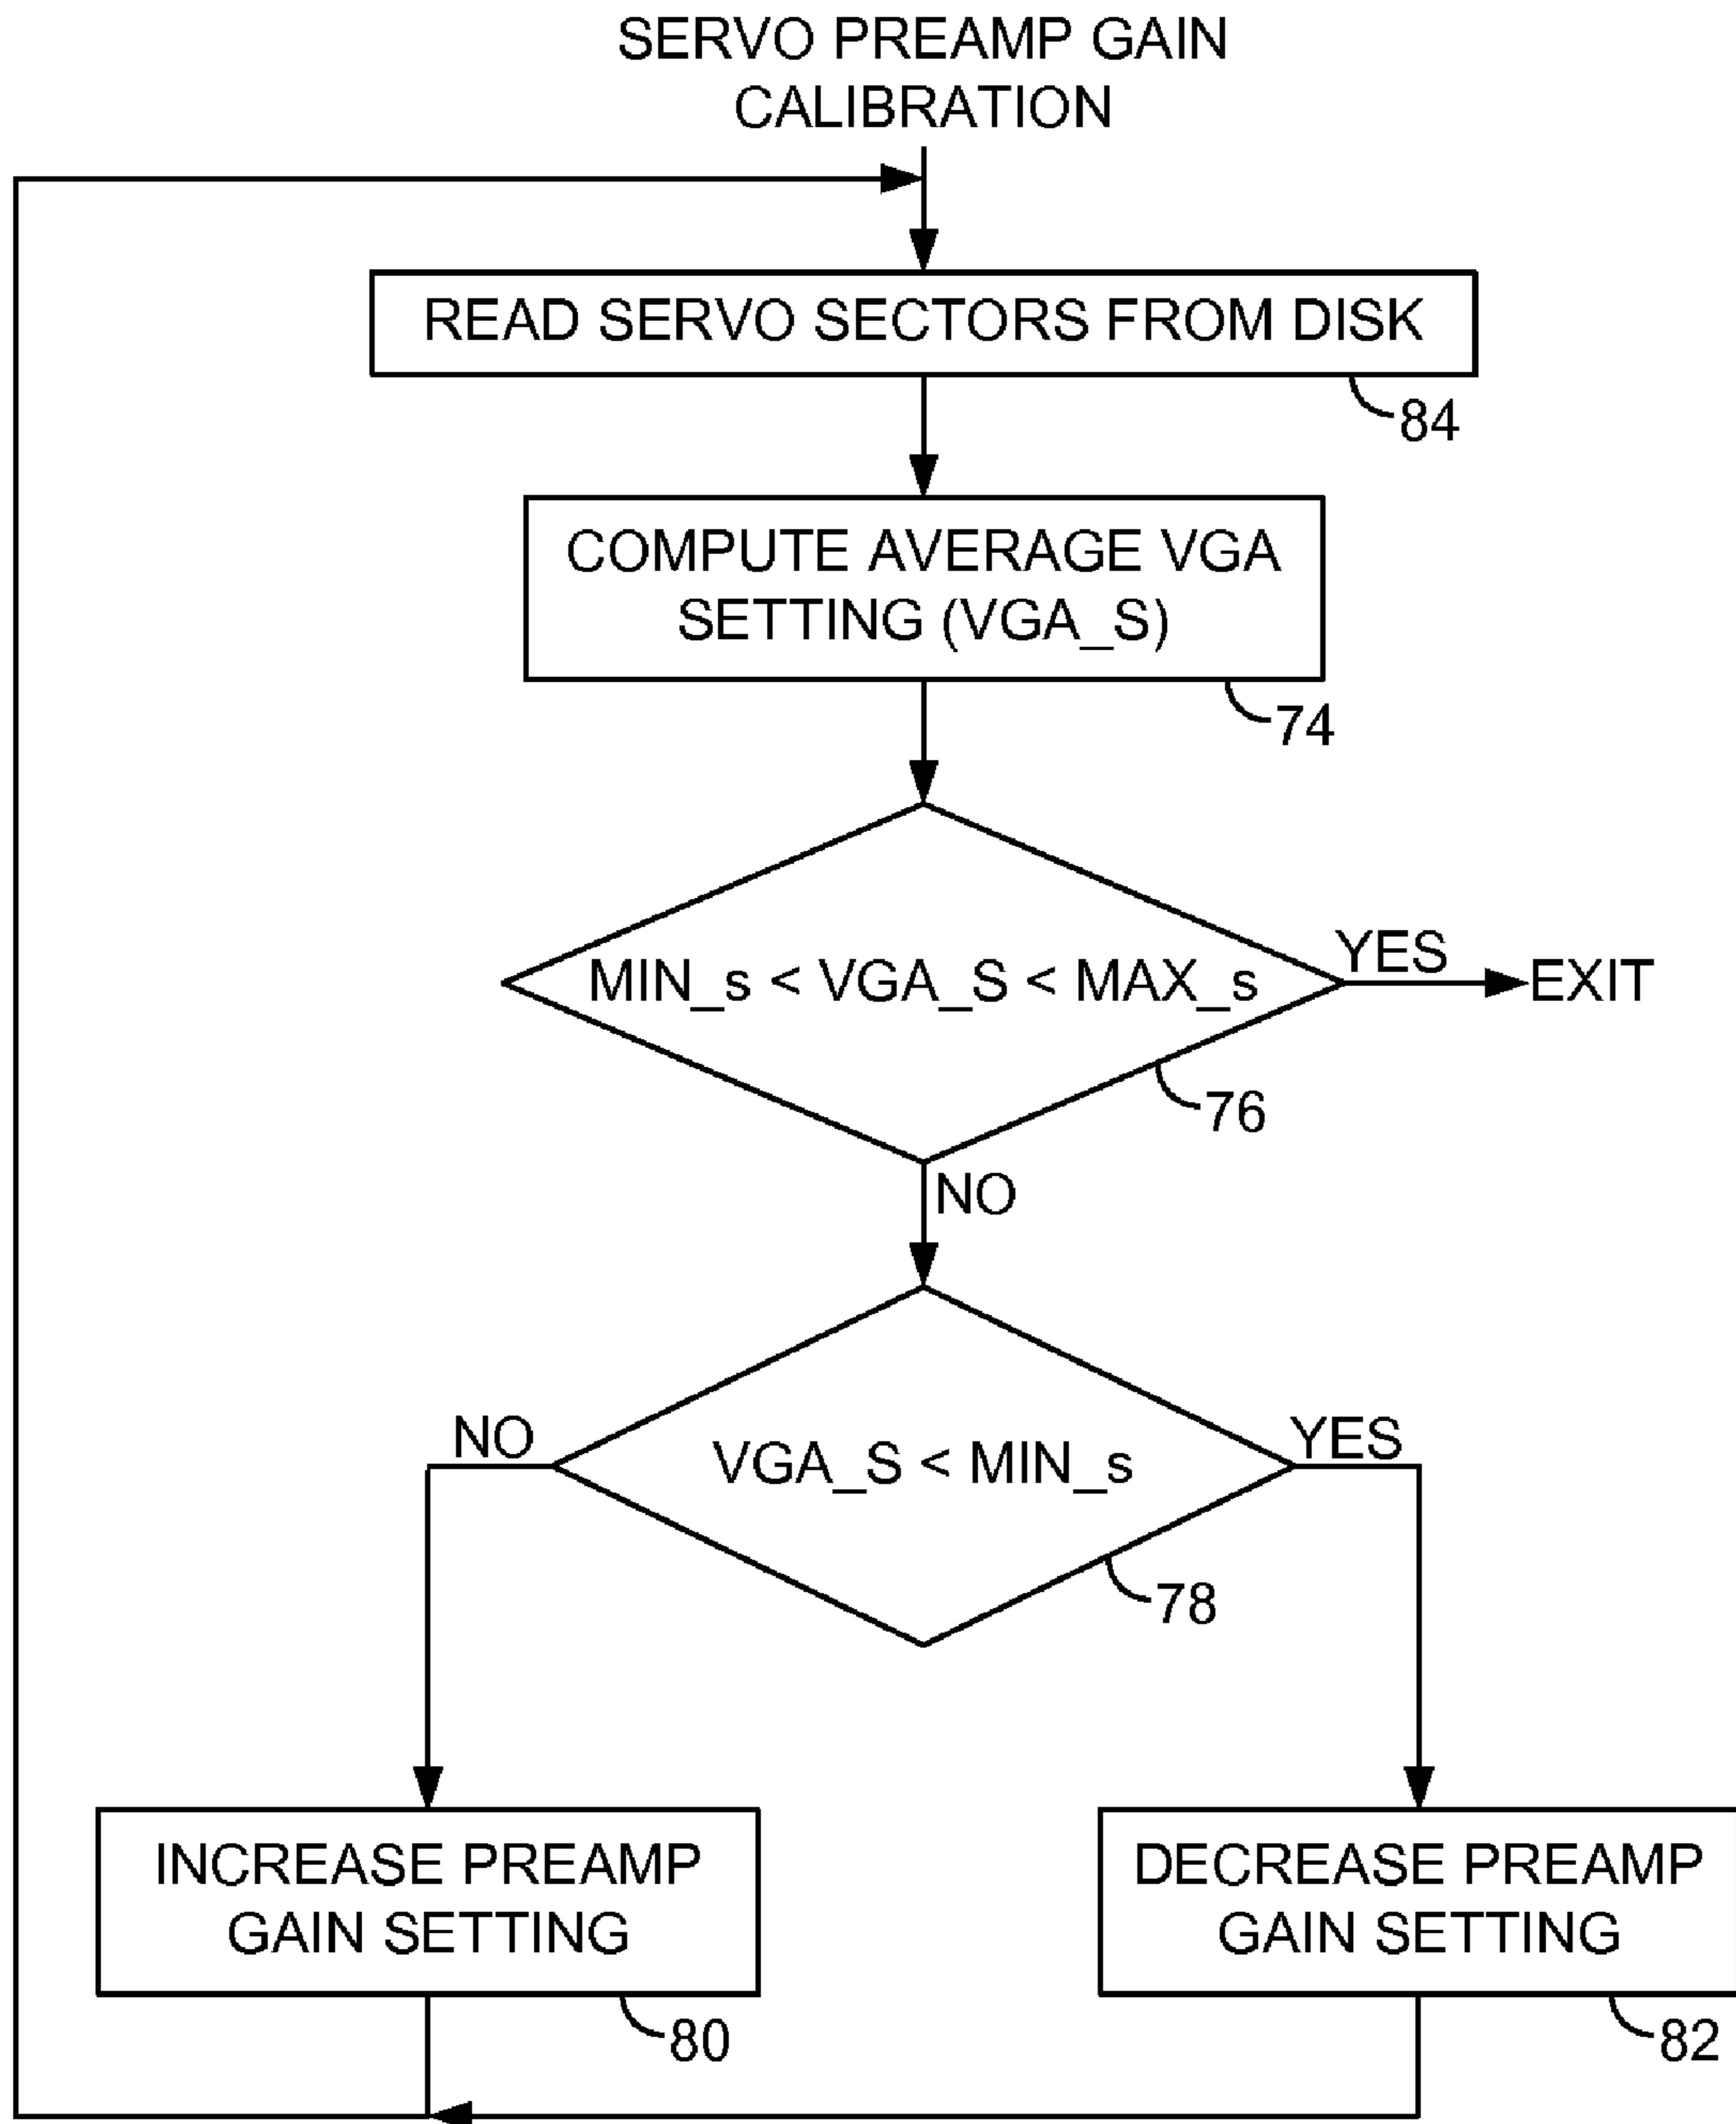 SERVO PREAMP GAIN
CALIBRATION
READ SERVO SECTORS FROM DISK
84
COMPUTE AVERAGE VGA
SETTING (VGA_S)
74
MIN_s < VGA_S < MAX_s
YES
EXIT
76
NO
VGA_S < MIN_s
NO
YES
78
INCREASE PREAMP
GAIN SETTING
80
DECREASE PREAMP
GAIN SETTING
82